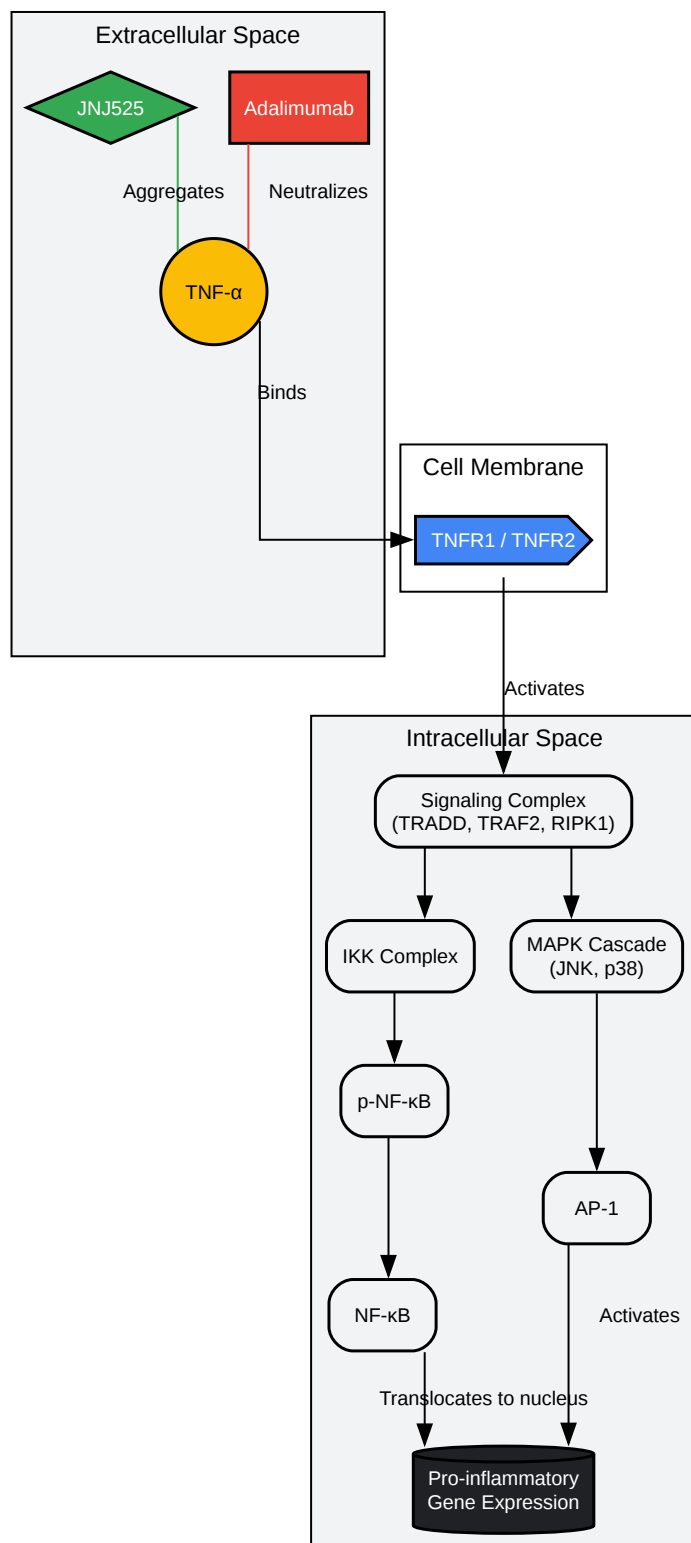 Extracellular Space
JNJ525
Adalimumab
Aggregates
Neutralizes
TNF-α
Binds
Cell Membrane
TNFR1 / TNFR2
Activates
Intracellular Space
Signaling Complex
(TRADD, TRAF2, RIPK1)
IKK Complex
MAPK Cascade
(JNK, p38)
p-NF-κB
AP-1
NF-κB
Activates
Translocates to nucleus
Pro-inflammatory
Gene Expression